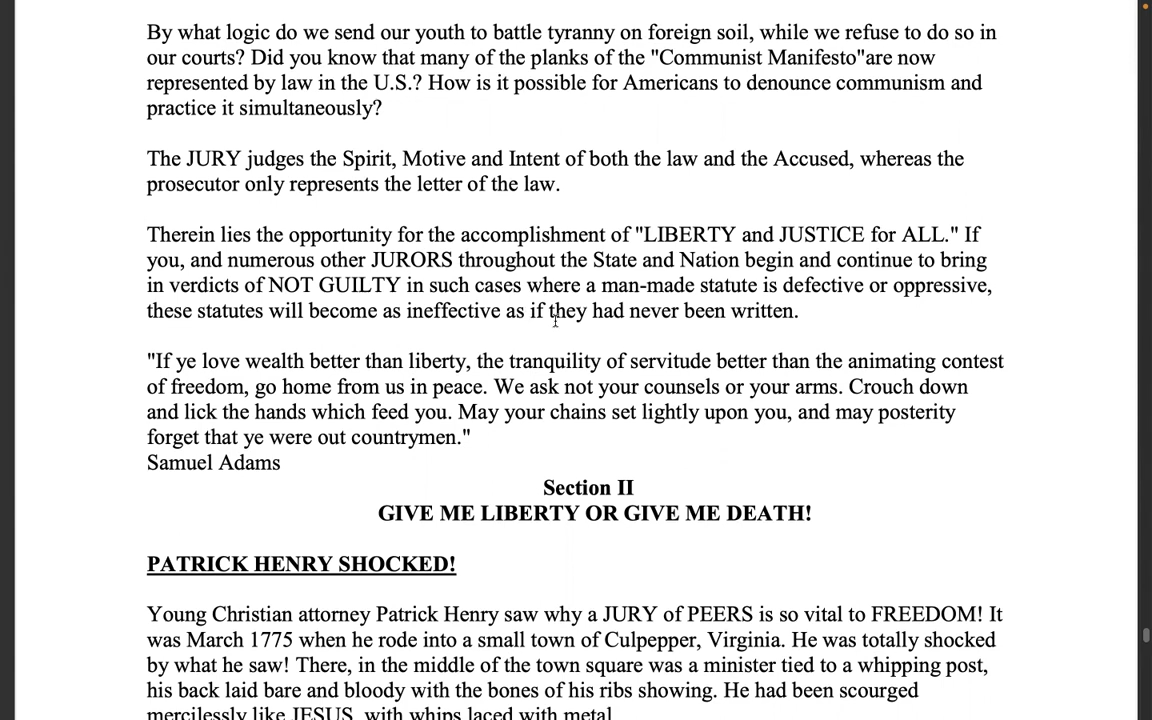 By what logic do we send our youth to battle tyranny on foreign soil, while we refuse to do so in
our courts? Did you know that many of the planks of the "Communist Manifesto"are now
represented by law in the U.S.? How is it possible for Americans to denounce communism and
practice it simultaneously?
The JURY judges the Spirit, Motive and Intent of both the law and the Accused, whereas the
prosecutor only represents the letter of the law.
Therein lies the opportunity for the accomplishment of "LIBERTY and JUSTICE for ALL." If
you, and numerous other JURORS throughout the State and Nation begin and continue to bring
in verdicts of NOT GUILTY in such cases where a man-made statute is defective or oppressive,
these statutes will become as ineffective as if they had never been written.
"If ye love wealth better than liberty, the tranquility of servitude better than the animating contest
of freedom, go home from us in peace. We ask not your counsels or your arms. Crouch down
and lick the hands which feed you. May your chains set lightly upon you, and may posterity
forget that ye were out countrymen."
Samuel Adams
Section II
GIVE ME LIBERTY OR GIVE ME DEATH!
PATRICK HENRY SHOCKED!
Young Christian attorney Patrick Henry saw why a JURY of PEERS is so vital to FREEDOM! It
was March 1775 when he rode into a small town of Culpepper, Virginia. He was totally shocked
by what he saw! There, in the middle of the town square was a minister tied to a whipping post,
his back laid bare and bloody with the bones of his ribs showing. He had been scourged
mercilessly like JESUS, with whips laced with metal